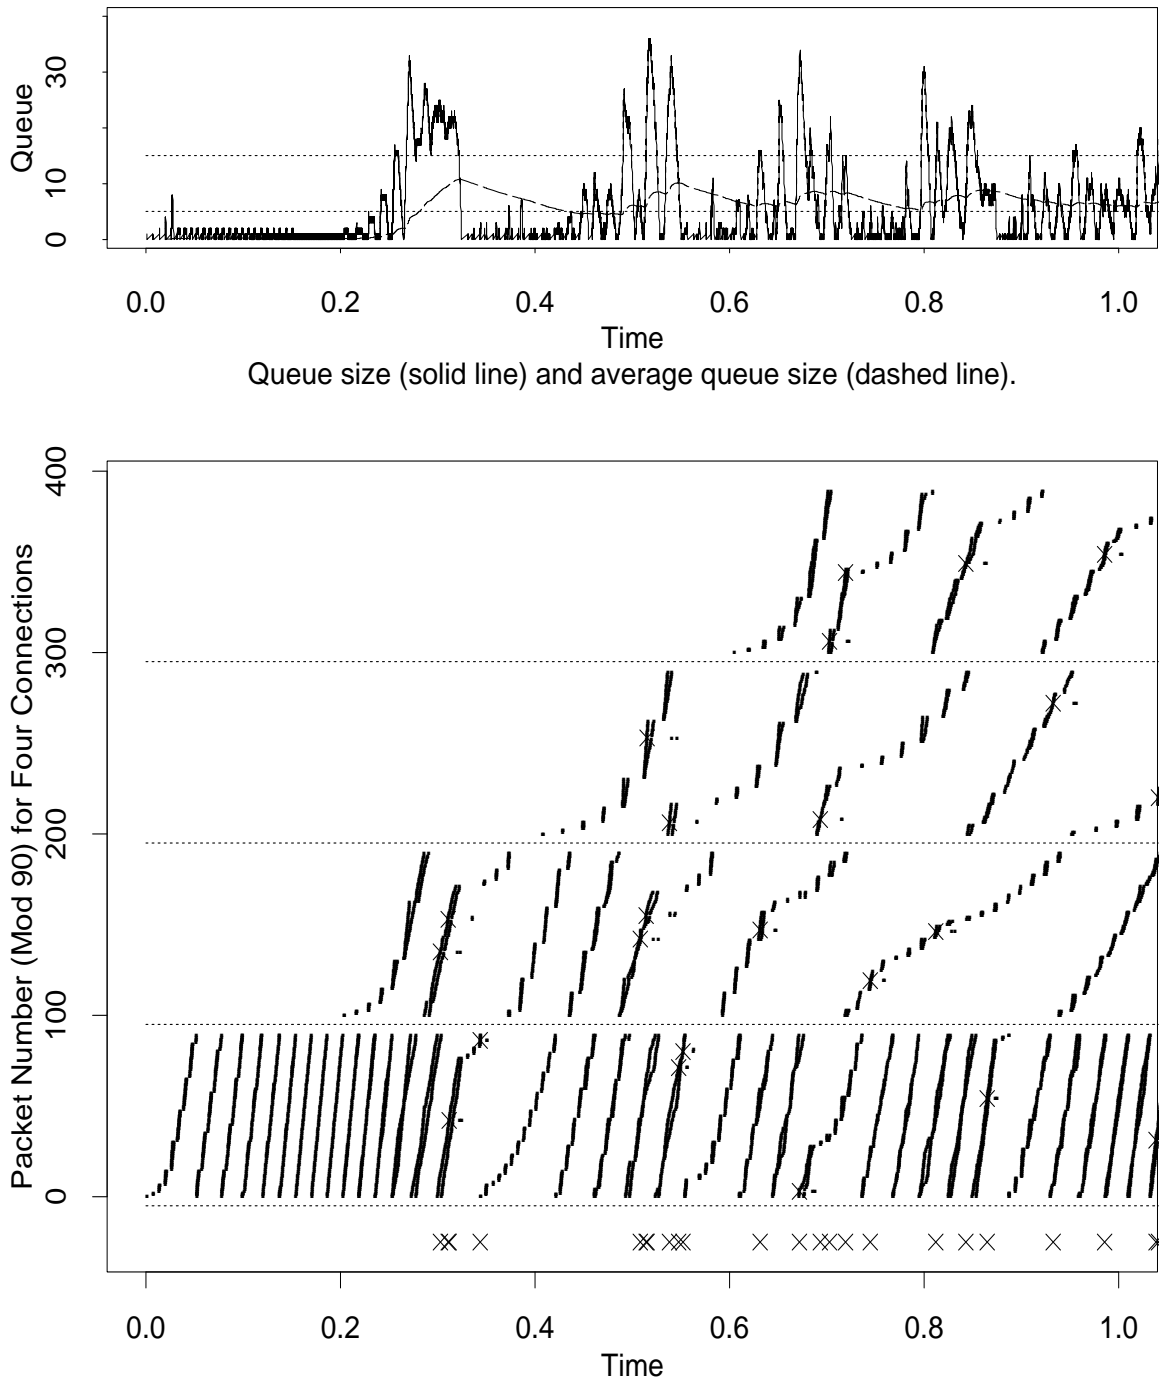 Queue
30
10
0
0.0 0.2 0.4 0.6 0.8 1.0
Time
Queue size (solid line) and average queue size (dashed line).
Packet Number (Mod 90) for Four Connections
400
300
200
100
0
0.0 0.2 0.4 0.6 0.8 1.0
Time